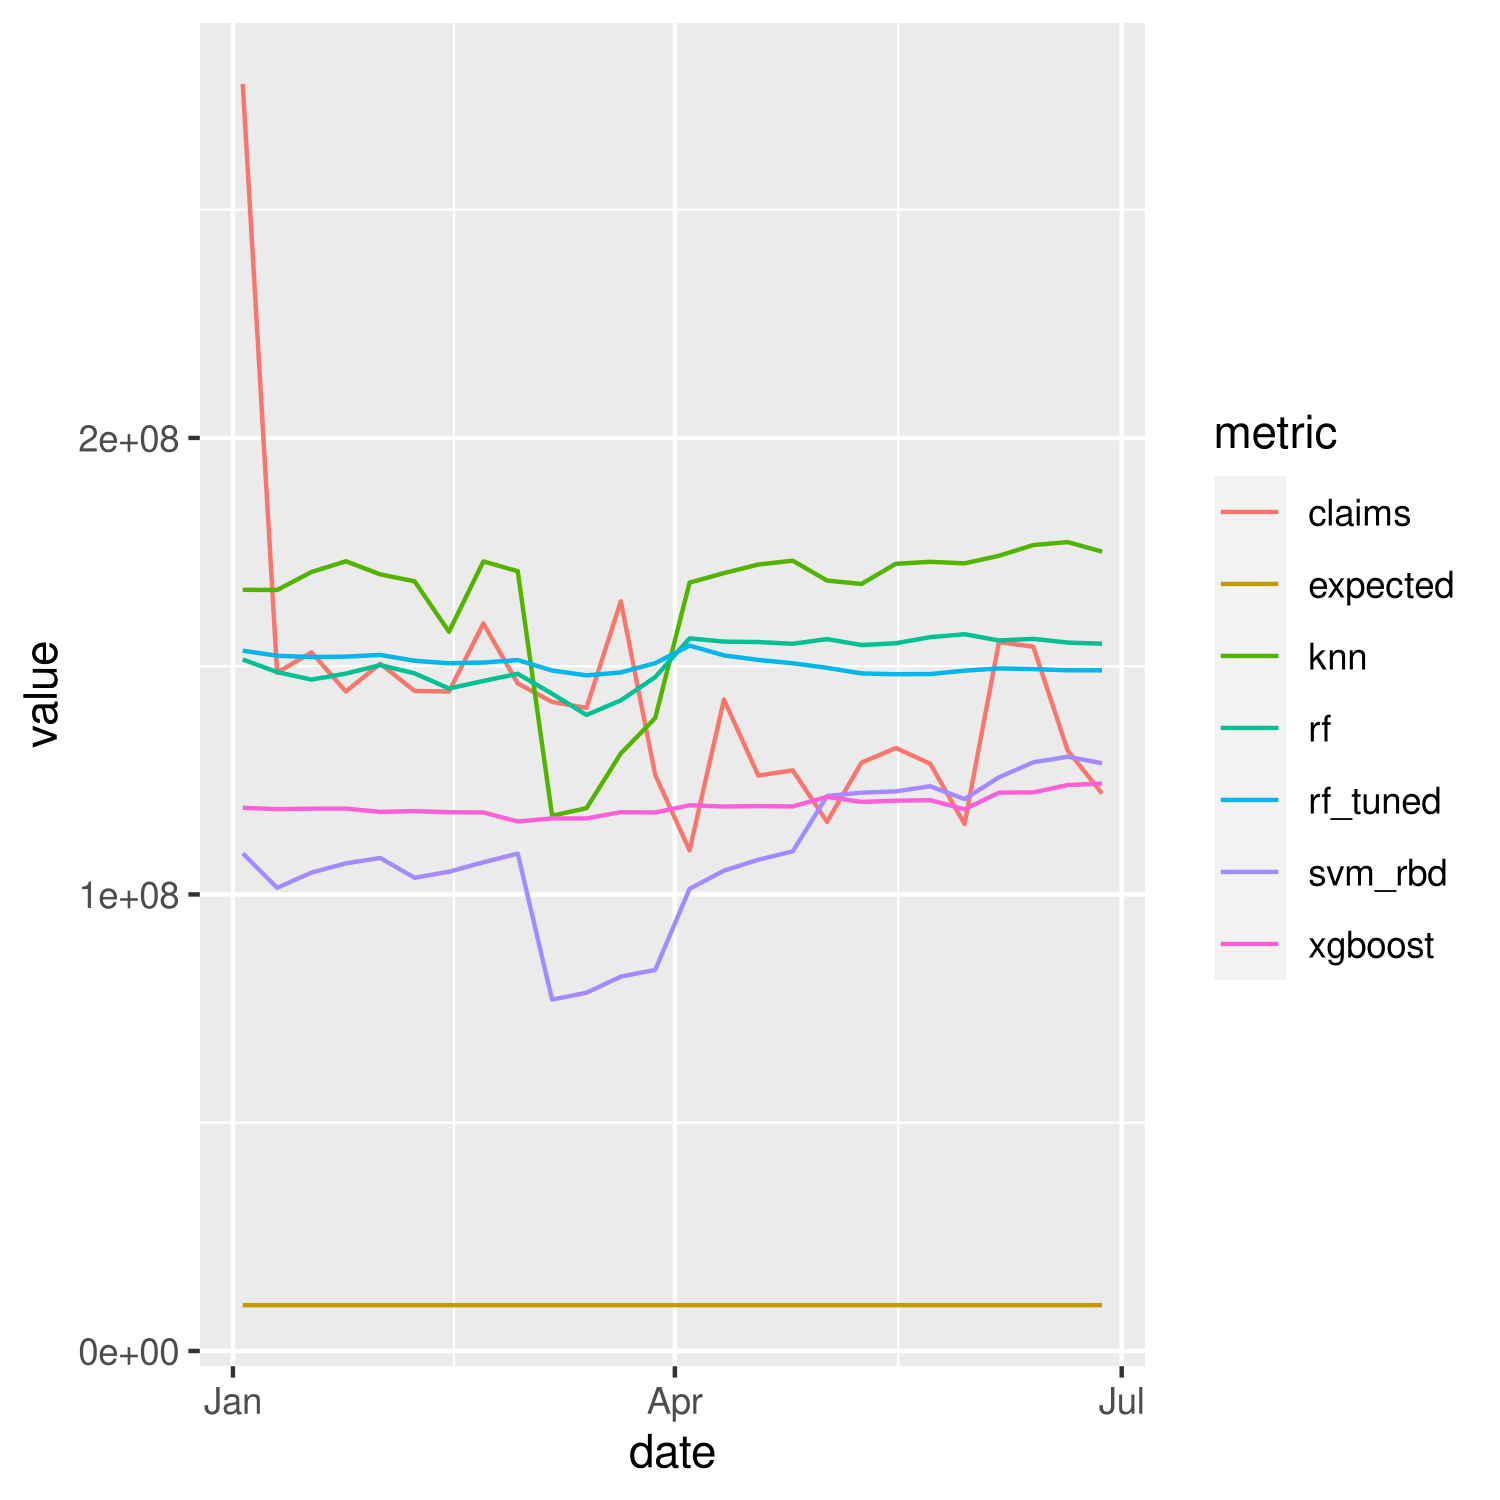 value
2e+08
1e+08
0e+00
Jan
Apr
Jul
date
metric
claims
expected
knn
rf
rf_tuned
svm_rbd
xgboost